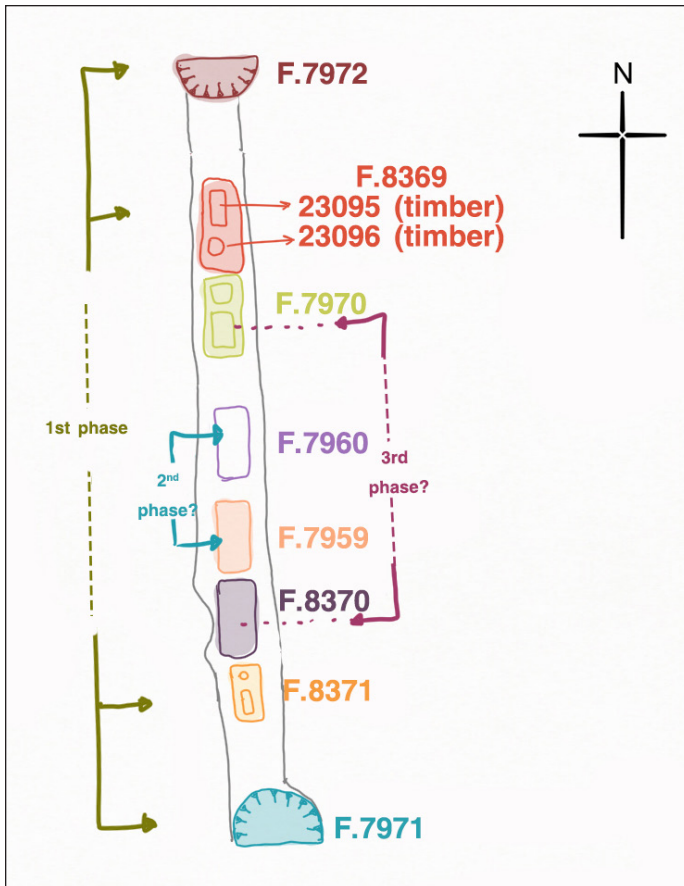 F.7972
N
F.8369
23095 (timber)
23096 (timber)
F.7970
1st phase
F.7960
3rd
phase?
2nd
phase?
F.7959
F.8370
F.8371
F.7971